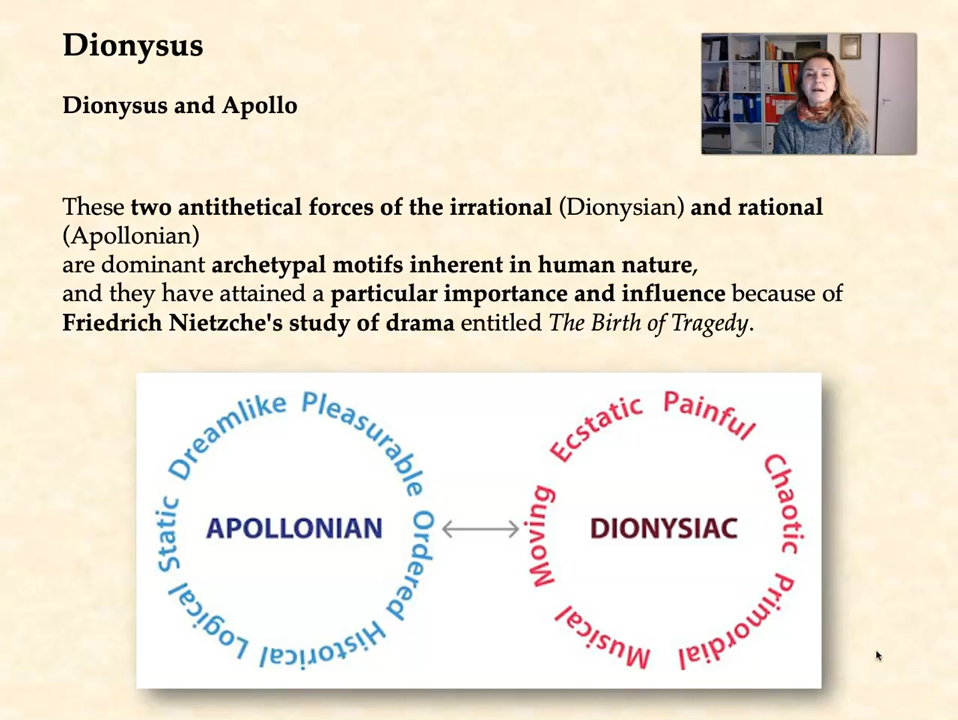 Dionysus
Dionysus and Apollo
These two antithetical forces of the irrational (Dionysian) and rational
(Apollonian)
are dominant archetypal motifs inherent in human nature,
and they have attained a particular importance and influence because of
Friedrich Nietzche's study of drama entitled The Birth of Tragedy.
APOLLONIAN
Static Dreamlike Pleasurable Ordered Historical Logical
DIONYSIAC
Moving Ecstatic Painful Chaotic Primordial Musical